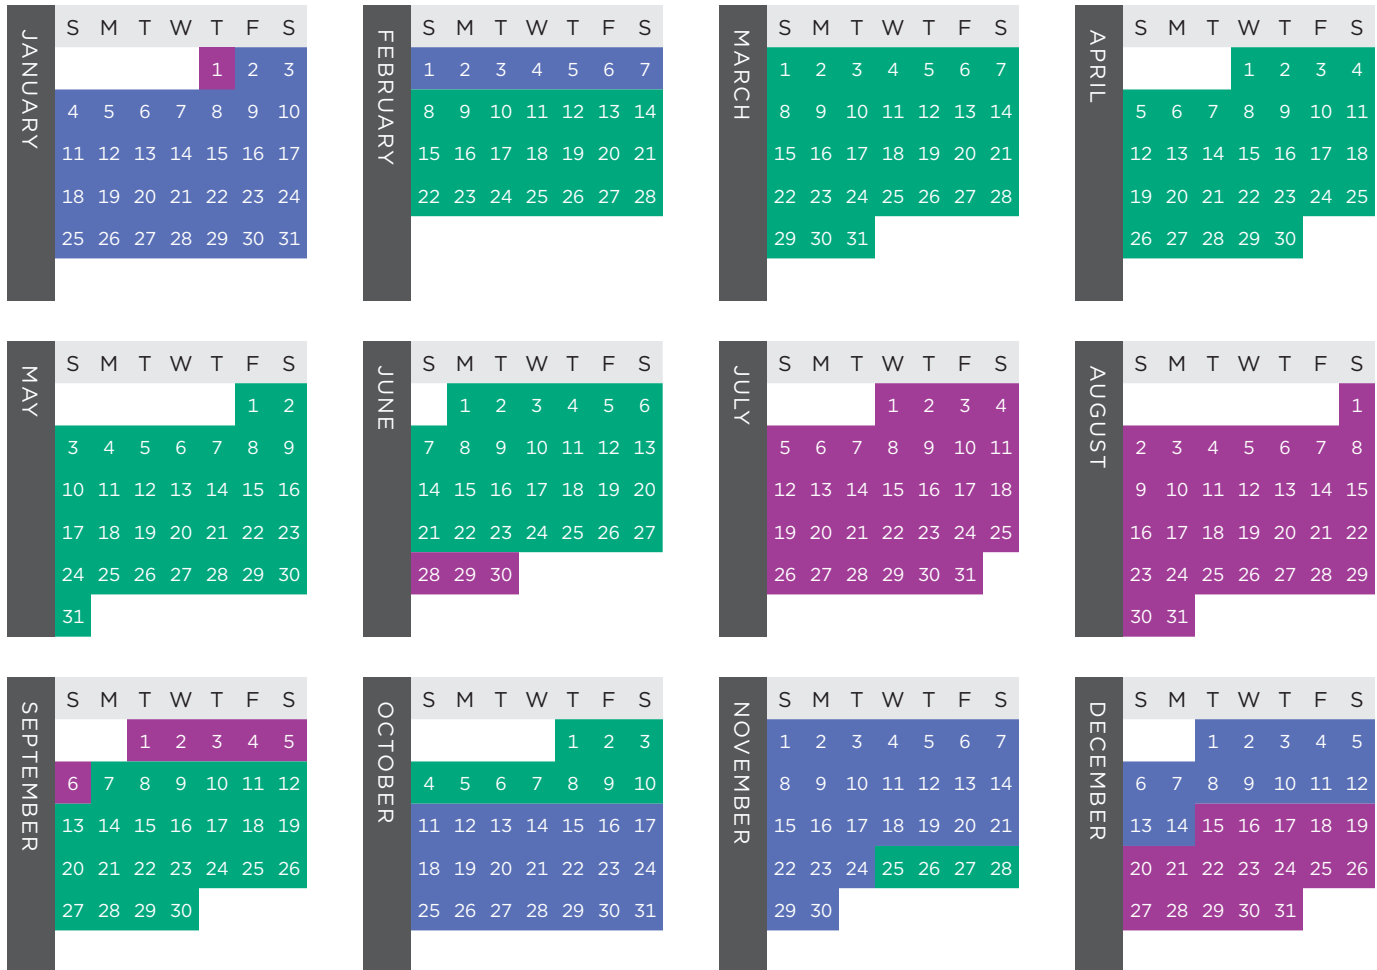 JANUARY
S M T W T F S
1 2 3
4 5 6 7 8 9 10
11 12 13 14 15 16 17
18 19 20 21 22 23 24
25 26 27 28 29 30 31
FEBRUARY
S M T W T F S
1 2 3 4 5 6 7
8 9 10 11 12 13 14
15 16 17 18 19 20 21
22 23 24 25 26 27 28
MARCH
S M T W T F S
1 2 3 4 5 6 7
8 9 10 11 12 13 14
15 16 17 18 19 20 21
22 23 24 25 26 27 28
29 30 31
APRIL
S M T W T F S
1 2 3 4
5 6 7 8 9 10 11
12 13 14 15 16 17 18
19 20 21 22 23 24 25
26 27 28 29 30
MAY
S M T W T F S
1 2
3 4 5 6 7 8 9
10 11 12 13 14 15 16
17 18 19 20 21 22 23
24 25 26 27 28 29 30
31
JUNE
S M T W T F S
1 2 3 4 5 6
7 8 9 10 11 12 13
14 15 16 17 18 19 20
21 22 23 24 25 26 27
28 29 30
JULY
S M T W T F S
1 2 3 4
5 6 7 8 9 10 11
12 13 14 15 16 17 18
19 20 21 22 23 24 25
26 27 28 29 30 31
AUGUST
S M T W T F S
1
2 3 4 5 6 7 8
9 10 11 12 13 14 15
16 17 18 19 20 21 22
23 24 25 26 27 28 29
30 31
SEPTEMBER
S M T W T F S
1 2 3 4 5
6 7 8 9 10 11 12
13 14 15 16 17 18 19
20 21 22 23 24 25 26
27 28 29 30
OCTOBER
S M T W T F S
1 2 3
4 5 6 7 8 9 10
11 12 13 14 15 16 17
18 19 20 21 22 23 24
25 26 27 28 29 30 31
NOVEMBER
S M T W T F S
1 2 3 4 5 6 7
8 9 10 11 12 13 14
15 16 17 18 19 20 21
22 23 24 25 26 27 28
29 30
DECEMBER
S M T W T F S
1 2 3 4 5
6 7 8 9 10 11 12
13 14 15 16 17 18 19
20 21 22 23 24 25 26
27 28 29 30 31